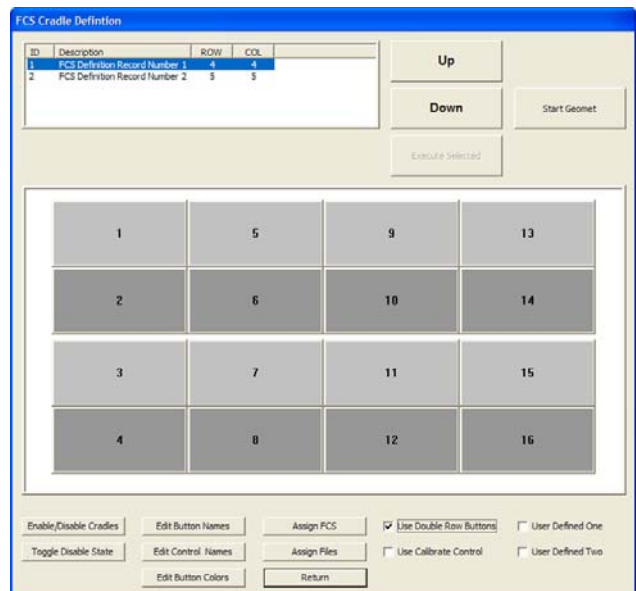 FCS Cradle Defintion
ID Description ROW COL
1 FCS Definition Record Number 1 4 4
2 FCS Definition Record Number 2 5 5
Up
Down
Start Geomet
Execute Selected
1 5 9 13
2 6 10 14
3 7 11 15
4 8 12 16
Enable/Disable Cradles Edit Button Names Assign FCS Use Double Row Buttons User Defined One
Toggle Disable State Edit Control Names Assign Files Use Calibrate Control User Defined Two
Edit Button Colors Return